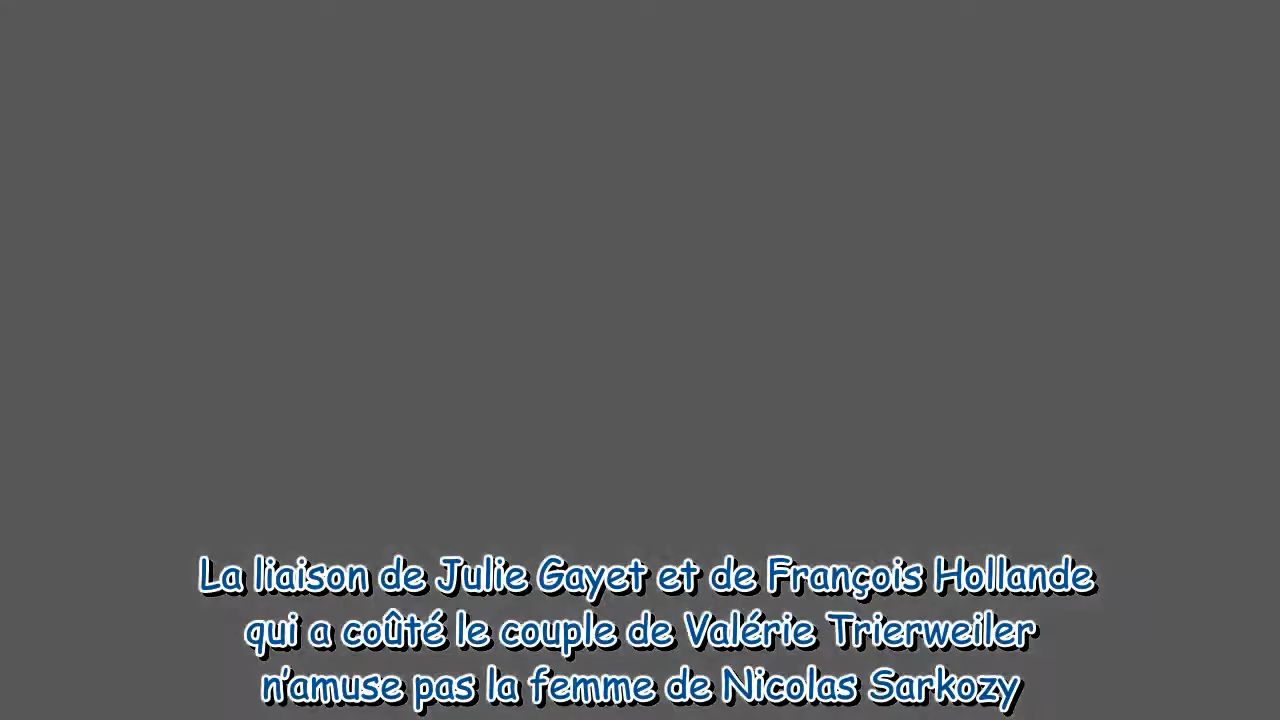 La liaison de Julie Gayet et de François Hollande
qui a coûté le couple de Valérie Trierweiler
n'amuse pas la femme de Nicolas Sarkozy